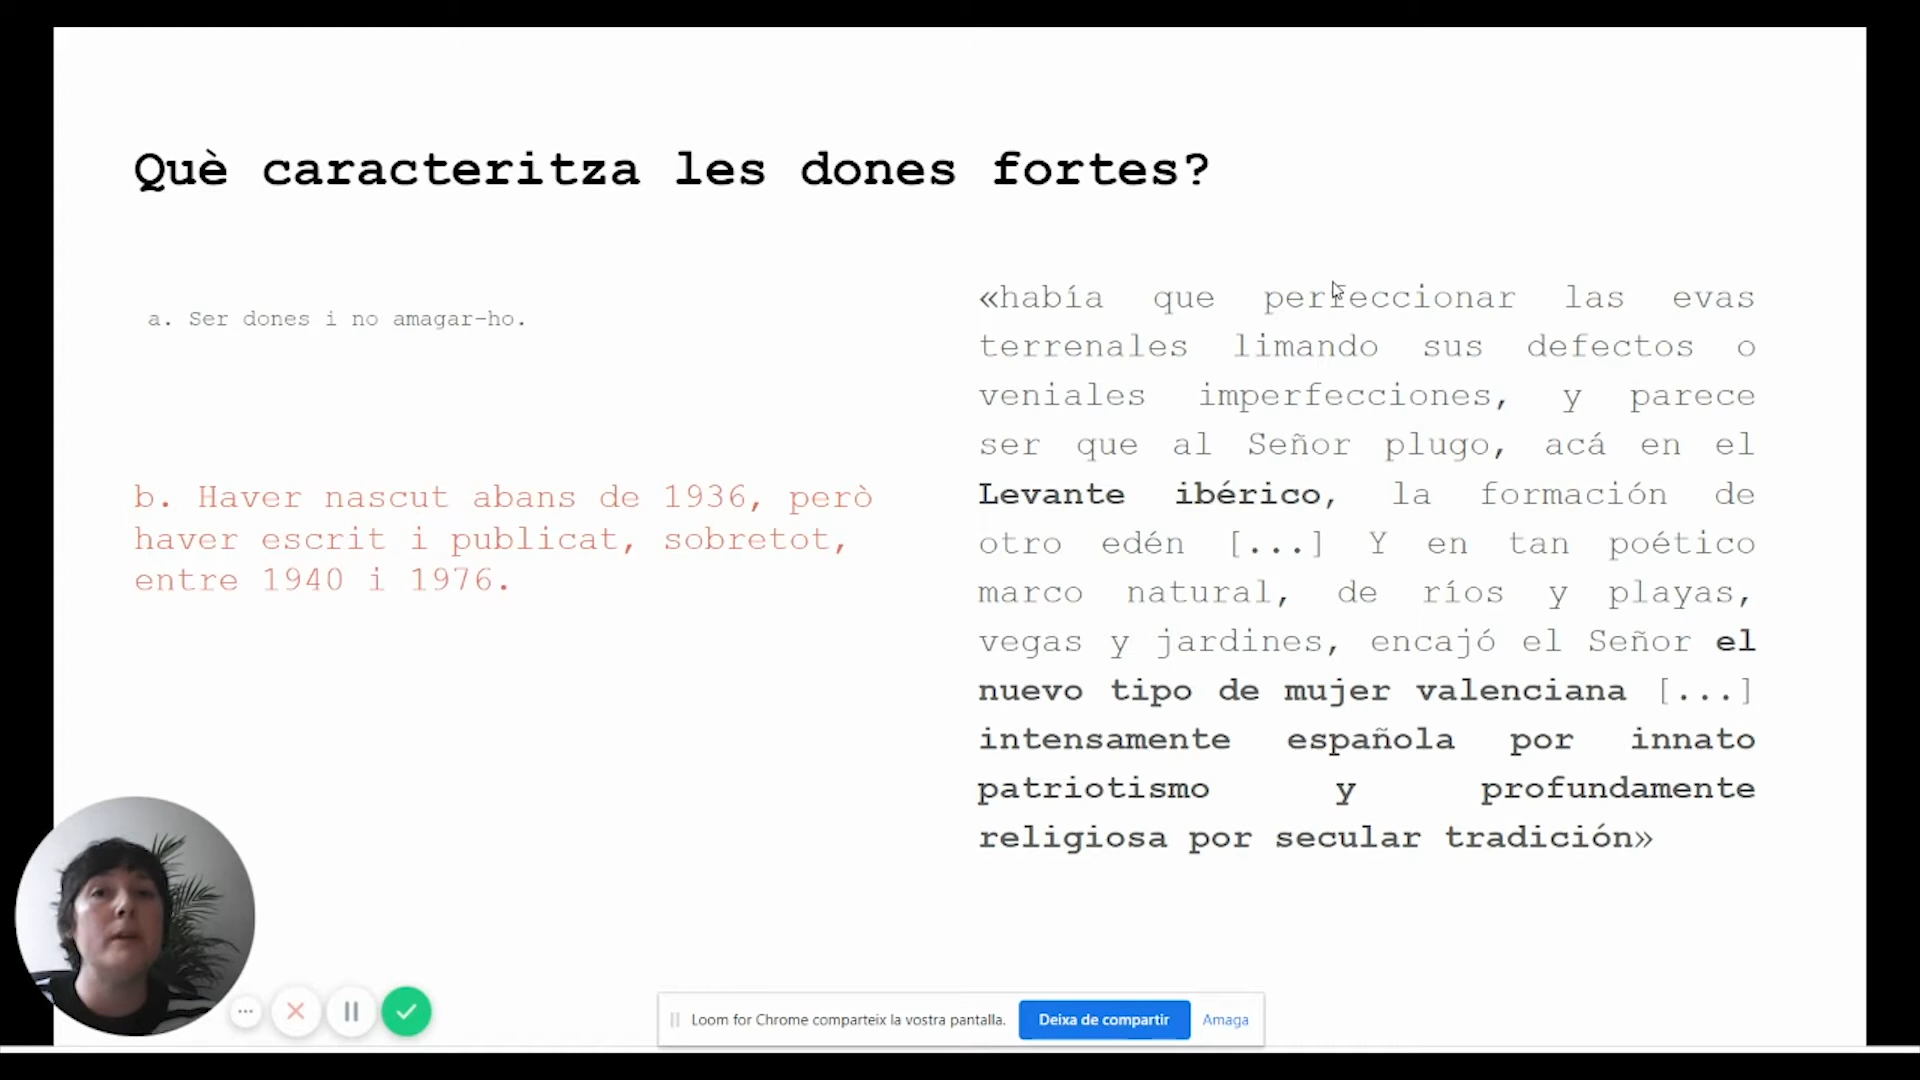 Què caracteritza les dones fortes?
a. Ser dones i no amagar-ho.
b. Haver nascut abans de 1936, però
haver escrit i publicat, sobretot,
entre 1940 i 1976.
«había que perfeccionar las evas
terrenales limando sus defectos o
veniales imperfecciones, y parece
ser que al Señor plugo, acá en el
Levante ibérico, la formación de
otro edén [...] Y en tan poético
marco natural, de ríos y playas,
vegas y jardines, encajó el Señor el
nuevo tipo de mujer valenciana [...]
intensamente española por innato
patriotismo y profundamente
religiosa por secular tradición»
Loom for Chrome comparteix la vostra pantalla.
Deixa de compartir
Amaga